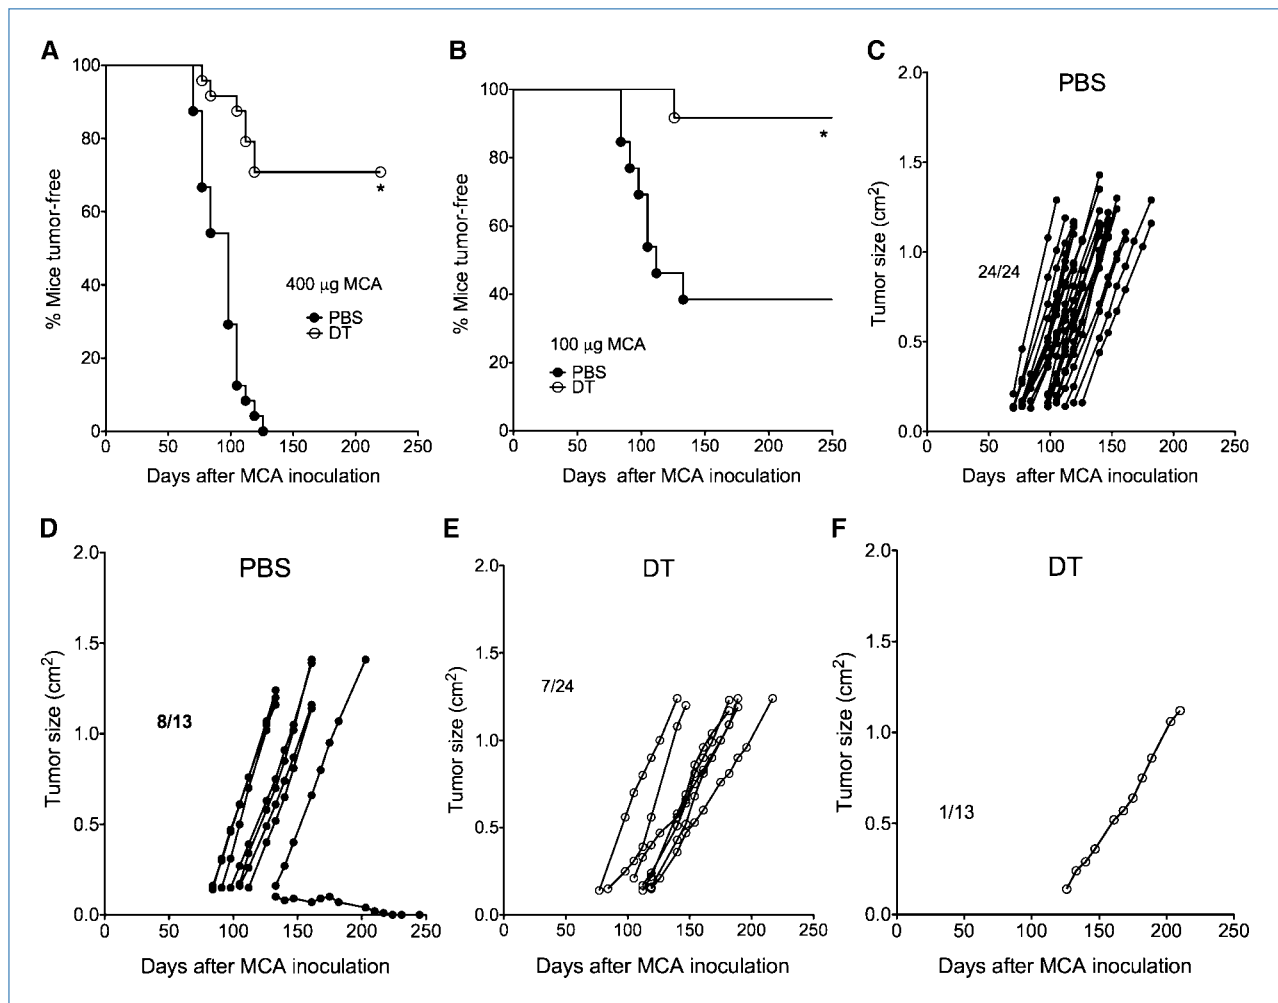 A
100
80
60
40
20
0
% Mice tumor-free
400 μg MCA
PBS
DT
*
0 50 100 150 200 250
Days after MCA inoculation
B
100
80
60
40
20
0
% Mice tumor-free
100 μg MCA
PBS
DT
*
0 50 100 150 200 250
Days after MCA inoculation
C
PBS
2.0
1.5
1.0
0.5
0.0
Tumor size (cm²)
24/24
0 50 100 150 200 250
Days after MCA inoculation
D
PBS
2.0
1.5
1.0
0.5
0.0
Tumor size (cm²)
8/13
0 50 100 150 200 250
Days after MCA inoculation
E
DT
2.0
1.5
1.0
0.5
0.0
Tumor size (cm²)
7/24
0 50 100 150 200 250
Days after MCA inoculation
F
DT
2.0
1.5
1.0
0.5
0.0
Tumor size (cm²)
1/13
0 50 100 150 200 250
Days after MCA inoculation